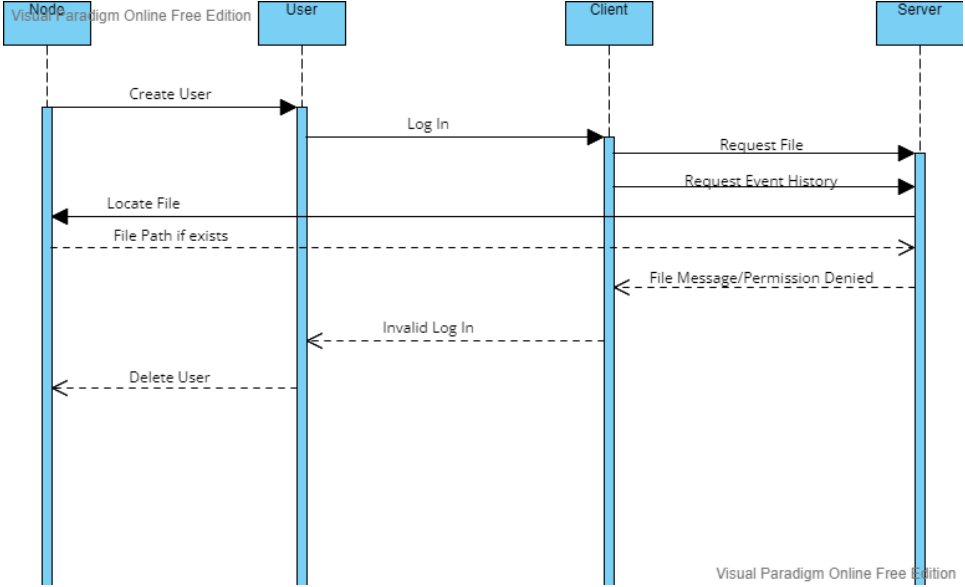 Node
Visual Paradigm Online Free Edition
User
Client
Server
Create User
Log In
Request File
Request Event History
Locate File
File Path if exists
File Message/Permission Denied
Invalid Log In
Delete User
Visual Paradigm Online Free Edition